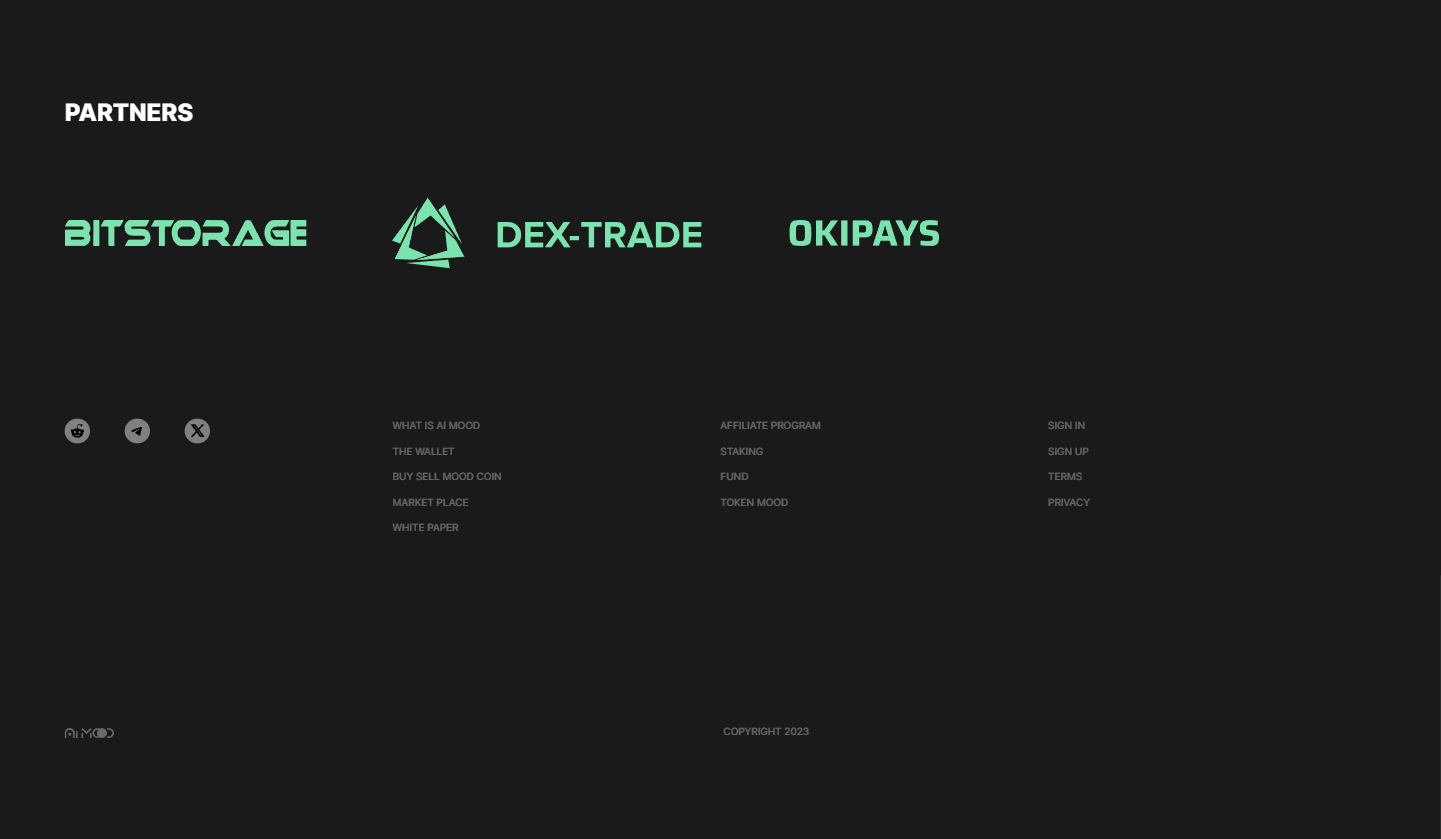 PARTNERS
BITSTORAGE
DEX-TRADE
OKIPAYS
WHAT IS AI MOOD
THE WALLET
BUY SELL MOOD COIN
MARKET PLACE
WHITE PAPER
AFFILIATE PROGRAM
STAKING
FUND
TOKEN MOOD
SIGN IN
SIGN UP
TERMS
PRIVACY
AI MOOD
COPYRIGHT 2023